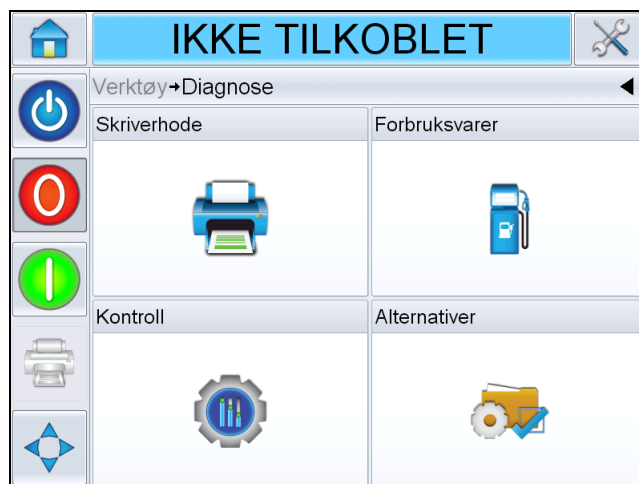 IKKE TILKOBLET
Verktøy→Diagnose
Skriverhode
Forbruksvarer
Kontroll
Alternativer